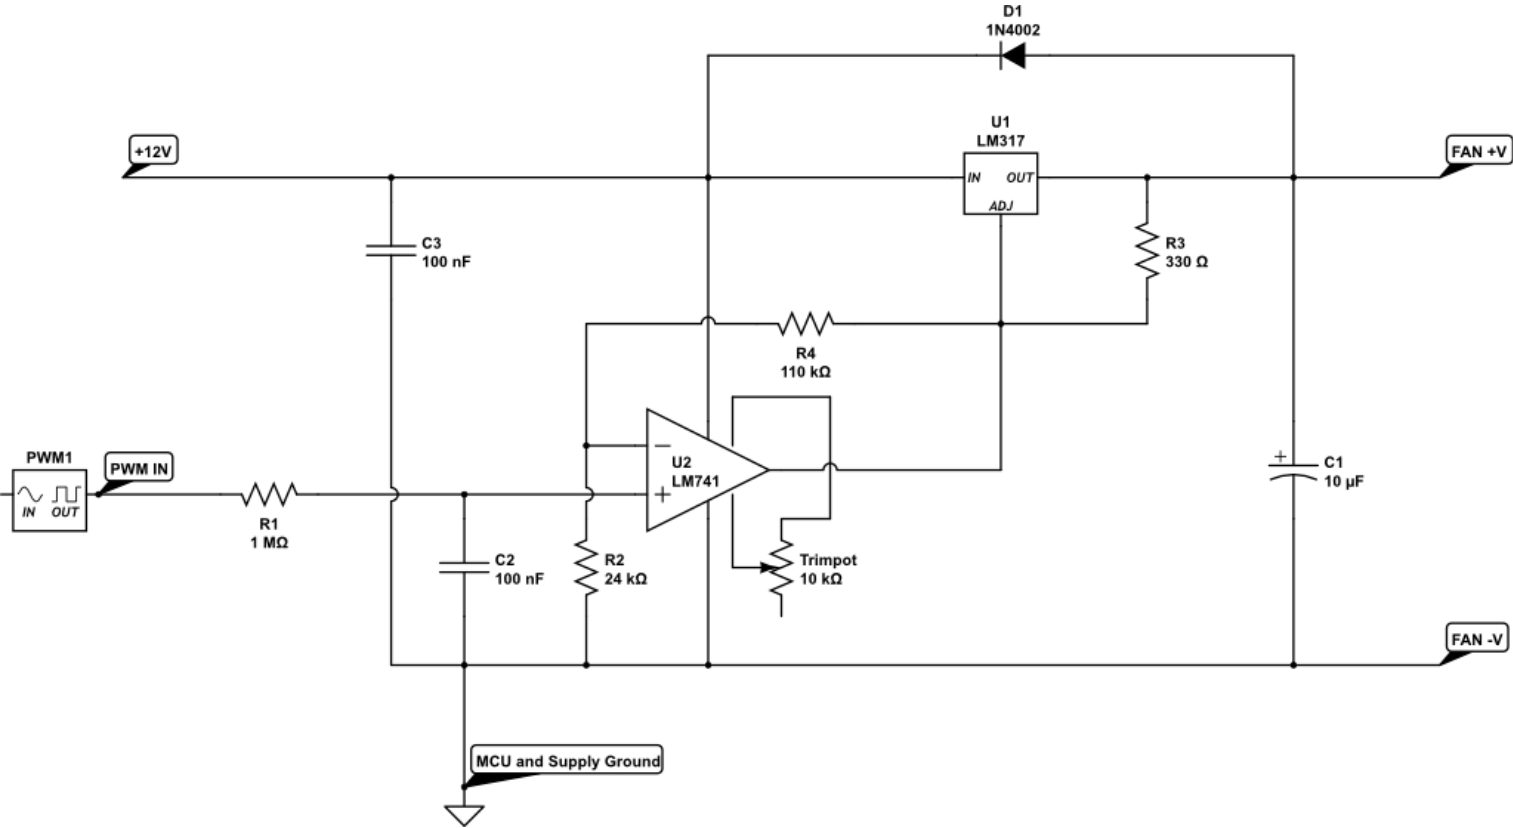 D1
1N4002
U1
LM317
+12V
FAN +V
IN OUT
ADJ
C3
100 nF
R3
330 Ω
R4
110 kΩ
PWM1
PWM IN
IN OUT
R1
1 MΩ
U2
LM741
−
+
+
C1
10 µF
C2
100 nF
R2
24 kΩ
Trimpot
10 kΩ
FAN -V
MCU and Supply Ground